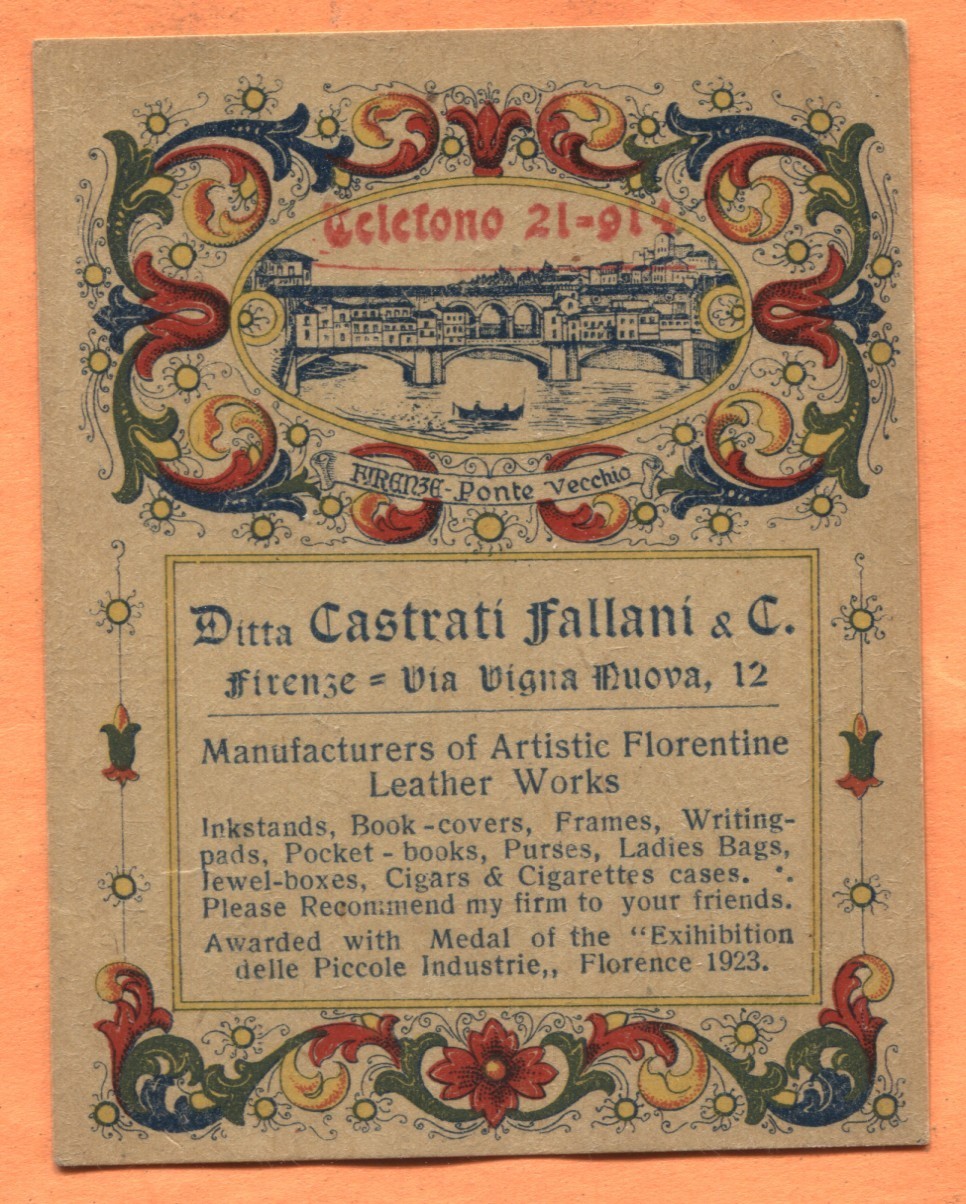 Telefono 21=914
FIRENZE - Ponte Vecchio
Ditta Castrati Fallani & C.
Firenze = Via Vigna Nuova, 12
Manufacturers of Artistic Florentine
Leather Works
Inkstands, Book-covers, Frames, Writing-
pads, Pocket-books, Purses, Ladies Bags,
Jewel-boxes, Cigars & Cigarettes cases. ·.
Please Recommend my firm to your friends.
Awarded with Medal of the “Exihibition
delle Piccole Industrie,, Florence 1923.